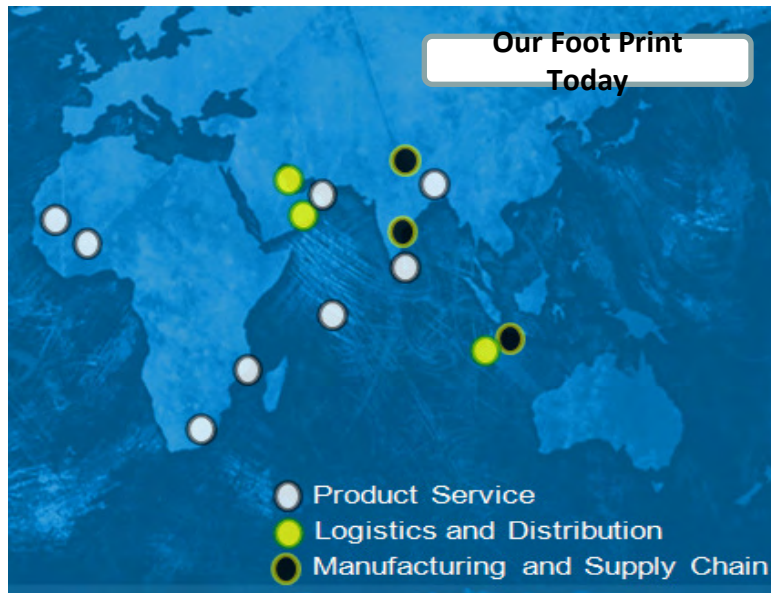 Our Foot Print
Today
Product Service
Logistics and Distribution
Manufacturing and Supply Chain